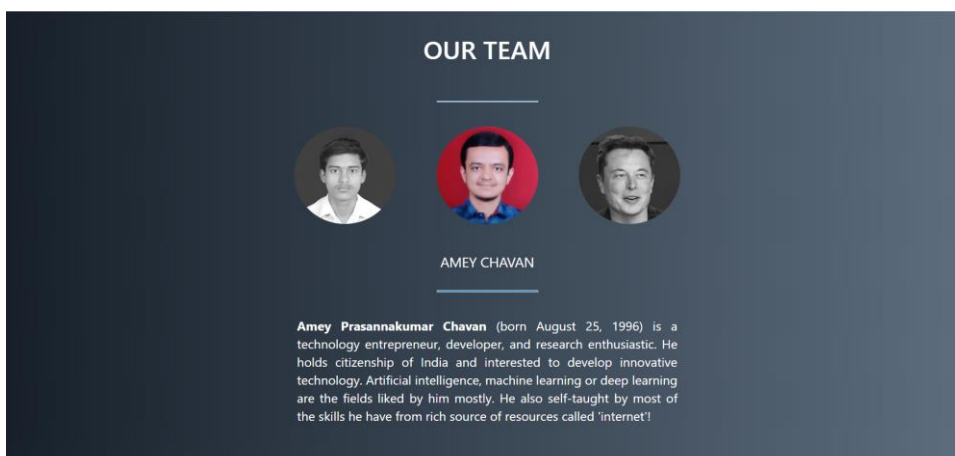 OUR TEAM
AMEY CHAVAN
Amey Prasannakumar Chavan (born August 25, 1996) is a
technology entrepreneur, developer, and research enthusiastic. He
holds citizenship of India and interested to develop innovative
technology. Artificial intelligence, machine learning or deep learning
are the fields liked by him mostly. He also self-taught by most of
the skills he have from rich source of resources called 'internet'!